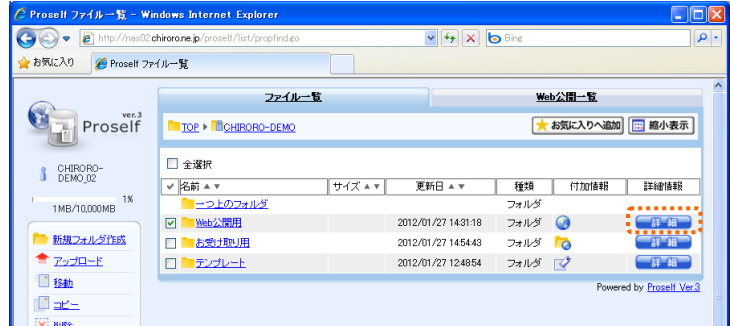 Proself ファイル一覧 - Windows Internet Explorer
http://nas02.chiroro.ne.jp/proself/list/propfind.go
Bing
お気に入り
Proself ファイル一覧
ver.3
Proself
CHIRORO-
DEMO_02
1%
1MB/10,000MB
新規フォルダ作成
アップロード
移動
コピー
削除
ファイル一覧
Web公開一覧
TOP
CHIRORO-DEMO
お気に入りへ追加
縮小表示
全選択
名前 ▲▼ サイズ ▲▼ 更新日 ▲▼ 種類 付加情報 詳細情報
一つ上のフォルダ フォルダ
Web公開用 2012/01/27 14:31:18 フォルダ 詳 細
お受け取り用 2012/01/27 14:54:43 フォルダ 詳 細
テンプレート 2012/01/27 12:48:54 フォルダ 詳 細
Powered by Proself Ver.3